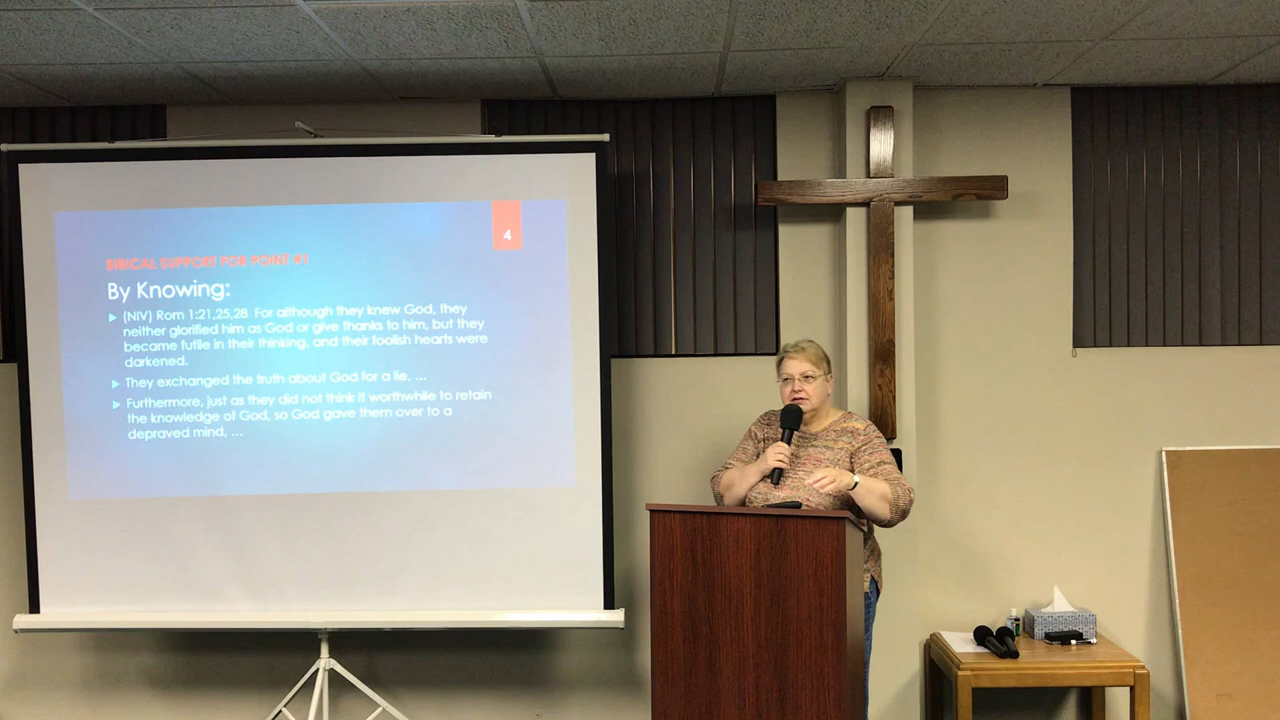 4
BIBICAL SUPPORT FOR POINT #1
By Knowing:
(NIV) Rom 1:21,25,28 For although they knew God, they
neither glorified him as God or give thanks to him, but they
became futile in their thinking, and their foolish hearts were
darkened.
They exchanged the truth about God for a lie, ...
Furthermore, just as they did not think it worthwhile to retain
the knowledge of God, so God gave them over to a
depraved mind, ...